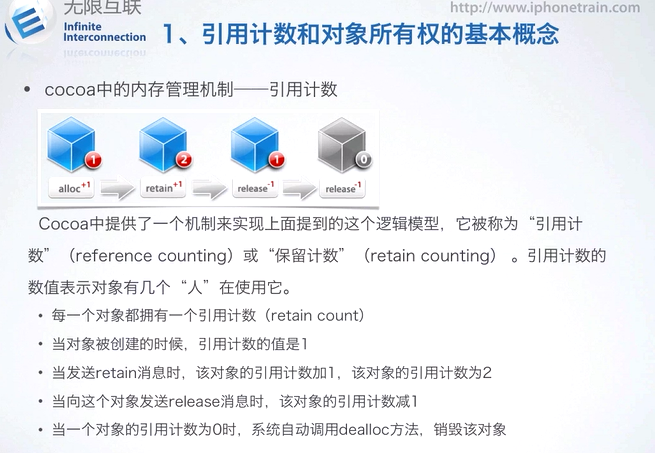 无限互联
Infinite
Interconnection
http://www.iphonetrain.com
1、引用计数和对象所有权的基本概念
• cocoa中的内存管理机制——引用计数
1 2 1 0
alloc+1 retain+1 release-1 release-1
Cocoa中提供了一个机制来实现上面提到的这个逻辑模型，它被称为“引用计
数”（reference counting）或“保留计数”（retain counting）。引用计数的
数值表示对象有几个“人”在使用它。
• 每一个对象都拥有一个引用计数（retain count）
• 当对象被创建的时候，引用计数的值是1
• 当发送retain消息时，该对象的引用计数加1，该对象的引用计数为2
• 当向这个对象发送release消息时，该对象的引用计数减1
• 当一个对象的引用计数为0时，系统自动调用dealloc方法，销毁该对象